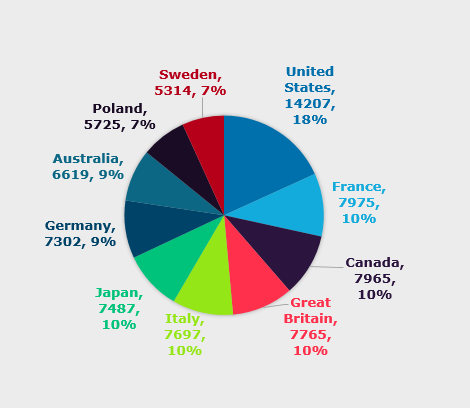 United
States,
14207,
18%
France,
7975,
10%
Canada,
7965,
10%
Great
Britain,
7765,
10%
Italy,
7697,
10%
Japan,
7487,
10%
Germany,
7302, 9%
Australia,
6619, 9%
Poland,
5725, 7%
Sweden,
5314, 7%